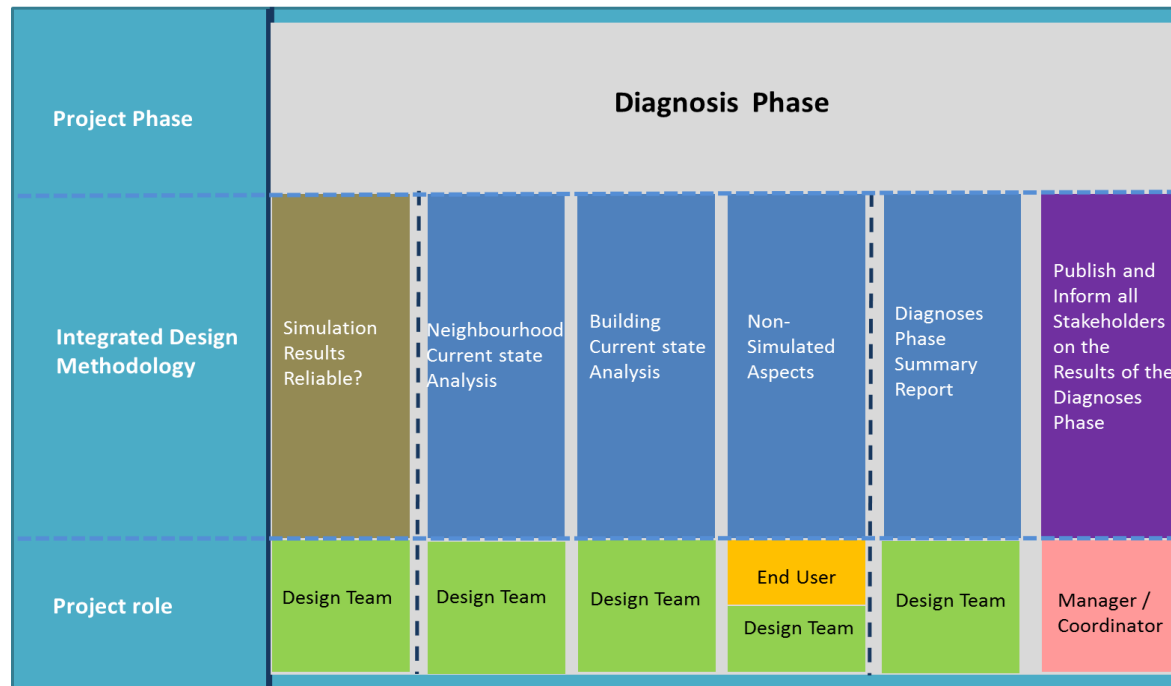 Project Phase
Diagnosis Phase
Integrated Design
Methodology
Simulation
Results
Reliable?
Neighbourhood
Current state
Analysis
Building
Current state
Analysis
Non-
Simulated
Aspects
Diagnoses
Phase
Summary
Report
Publish and
Inform all
Stakeholders
on the
Results of the
Diagnoses
Phase
Project role
Design Team
Design Team
Design Team
End User
Design Team
Design Team
Manager /
Coordinator